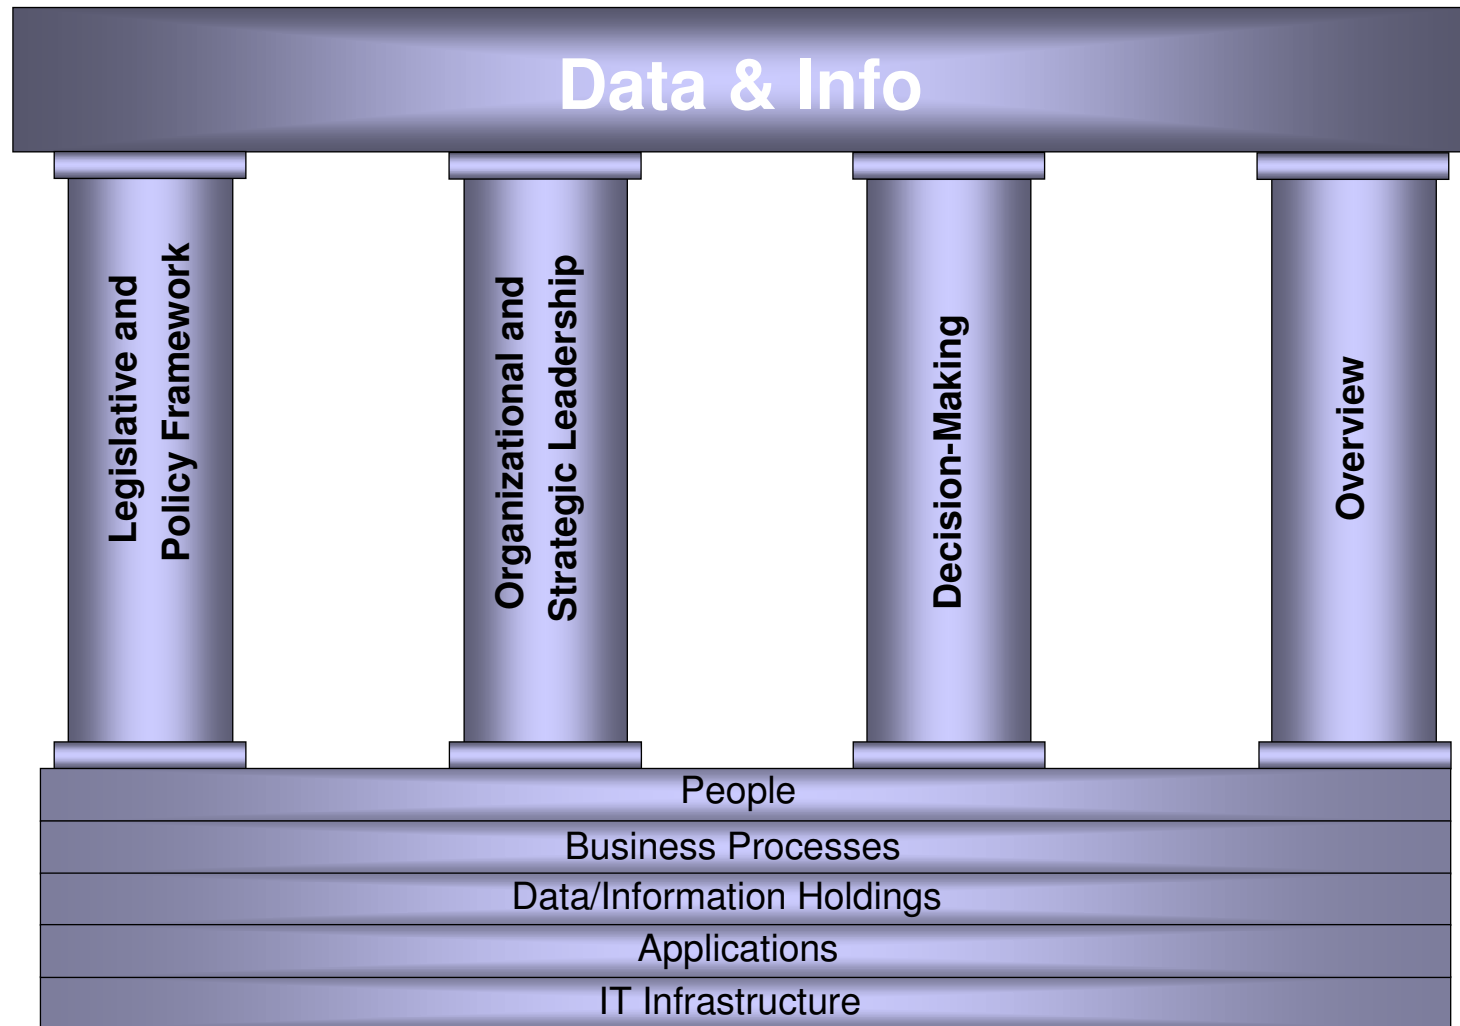 Data & Info
Legislative and
Policy Framework
Organizational and
Strategic Leadership
Decision-Making
Overview
People
Business Processes
Data/Information Holdings
Applications
IT Infrastructure